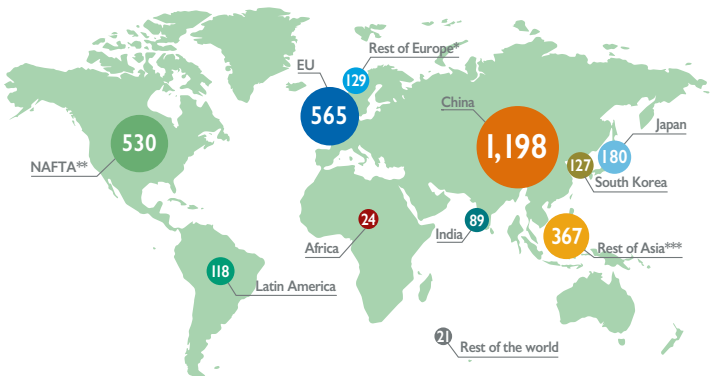 Rest of Europe*
129
EU
565
China
1,198
530
NAFTA**
Japan
180
127
South Korea
24
Africa
89
India
367
Rest of Asia***
118
Latin America
21
Rest of the world